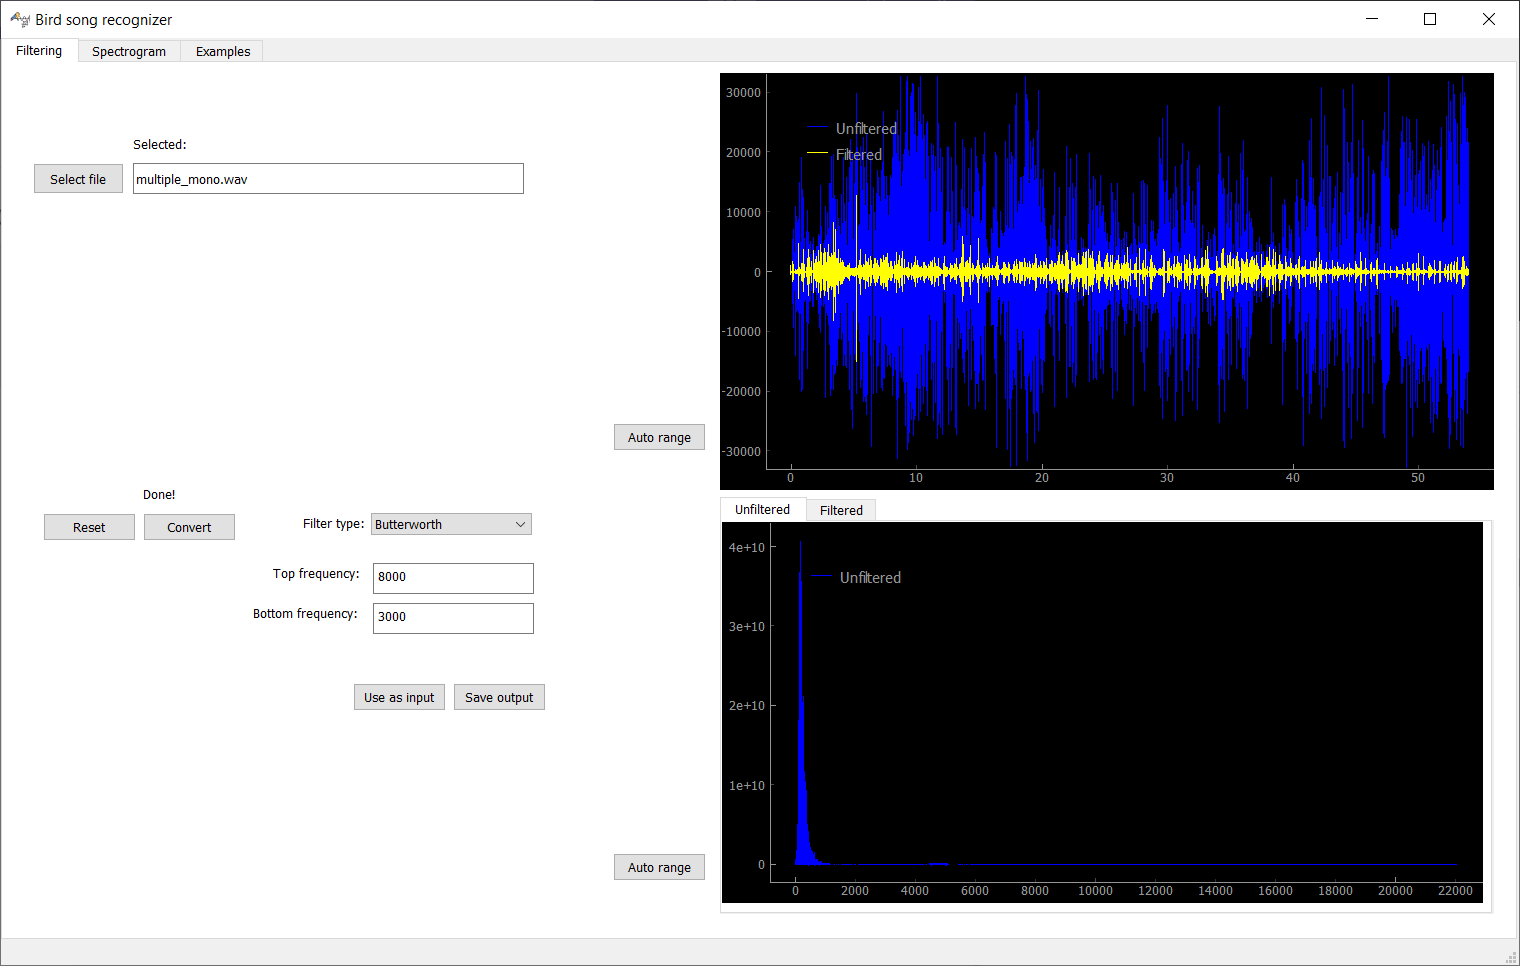 Bird song recognizer
Filtering
Spectrogram
Examples
Selected:
Select file
multiple_mono.wav
Auto range
Done!
Reset
Convert
Filter type:
Butterworth
Top frequency:
8000
Bottom frequency:
3000
Use as input
Save output
Auto range
30000
20000
10000
0
-10000
-20000
-30000
Unfiltered
Filtered
0 10 20 30 40 50
Unfiltered
Filtered
4e+10
3e+10
2e+10
1e+10
0
Unfiltered
0 2000 4000 6000 8000 10000 12000 14000 16000 18000 20000 22000